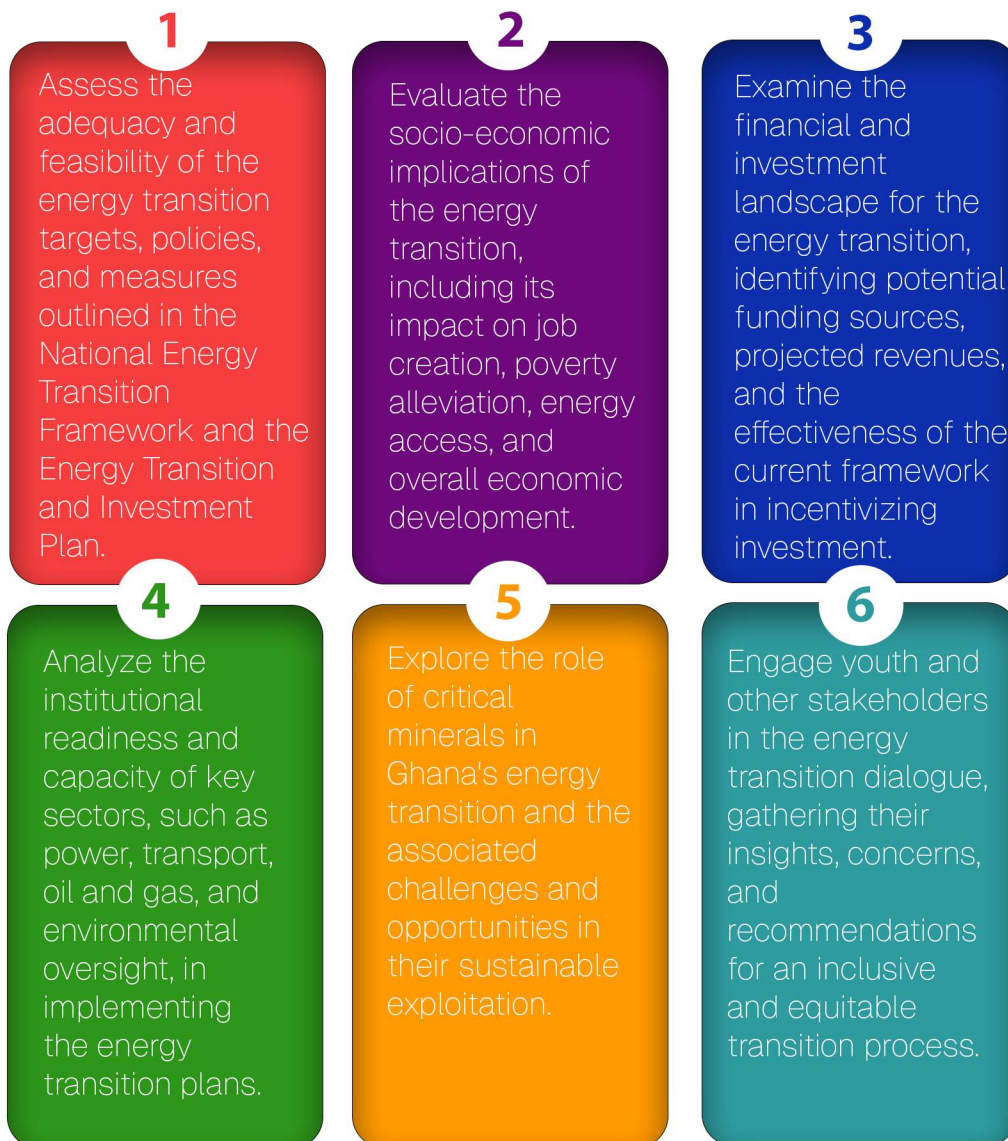 1
Assess the
adequacy and
feasibility of the
energy transition
targets, policies,
and measures
outlined in the
National Energy
Transition
Framework and the
Energy Transition
and Investment
Plan.
2
Evaluate the
socio-economic
implications of
the energy
transition,
including its
impact on job
creation, poverty
alleviation, energy
access, and
overall economic
development.
3
Examine the
financial and
investment
landscape for the
energy transition,
identifying potential
funding sources,
projected revenues,
and the
effectiveness of the
current framework
in incentivizing
investment.
4
Analyze the
institutional
readiness and
capacity of key
sectors, such as
power, transport,
oil and gas, and
environmental
oversight, in
implementing
the energy
transition plans.
5
Explore the role
of critical
minerals in
Ghana's energy
transition and the
associated
challenges and
opportunities in
their sustainable
exploitation.
6
Engage youth and
other stakeholders
in the energy
transition dialogue,
gathering their
insights, concerns,
and
recommendations
for an inclusive
and equitable
transition process.